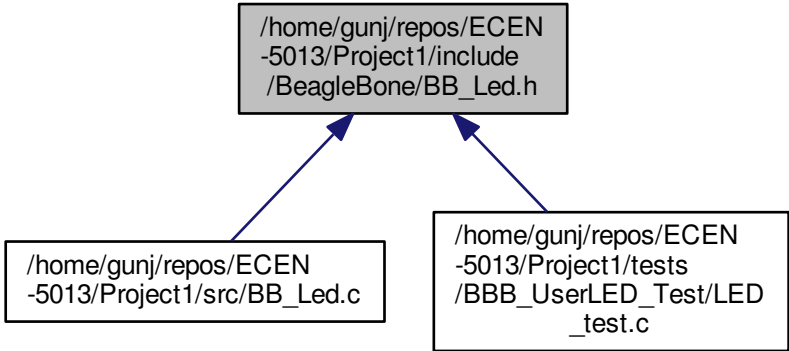 /home/gunj/repos/ECEN
-5013/Project1/include
/BeagleBone/BB_Led.h
/home/gunj/repos/ECEN
-5013/Project1/src/BB_Led.c
/home/gunj/repos/ECEN
-5013/Project1/tests
/BBB_UserLED_Test/LED
_test.c